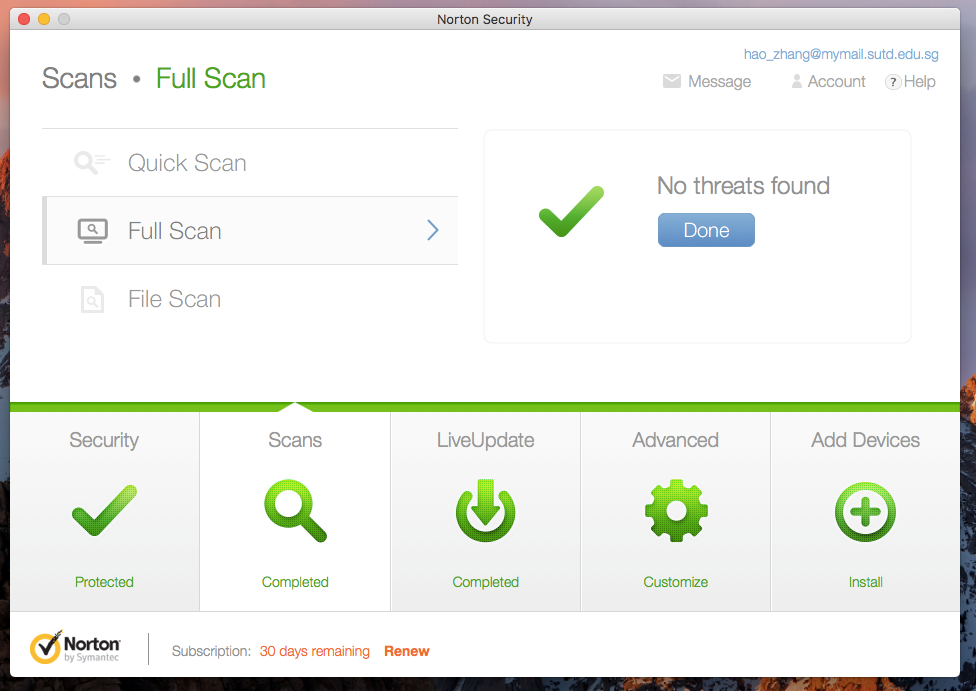 Norton Security
hao_zhang@mymail.sutd.edu.sg
Scans • Full Scan
Message Account ? Help
Quick Scan
Full Scan
File Scan
No threats found
Done
Security Scans LiveUpdate Advanced Add Devices
Protected Completed Completed Customize Install
Norton
by Symantec
Subscription: 30 days remaining Renew